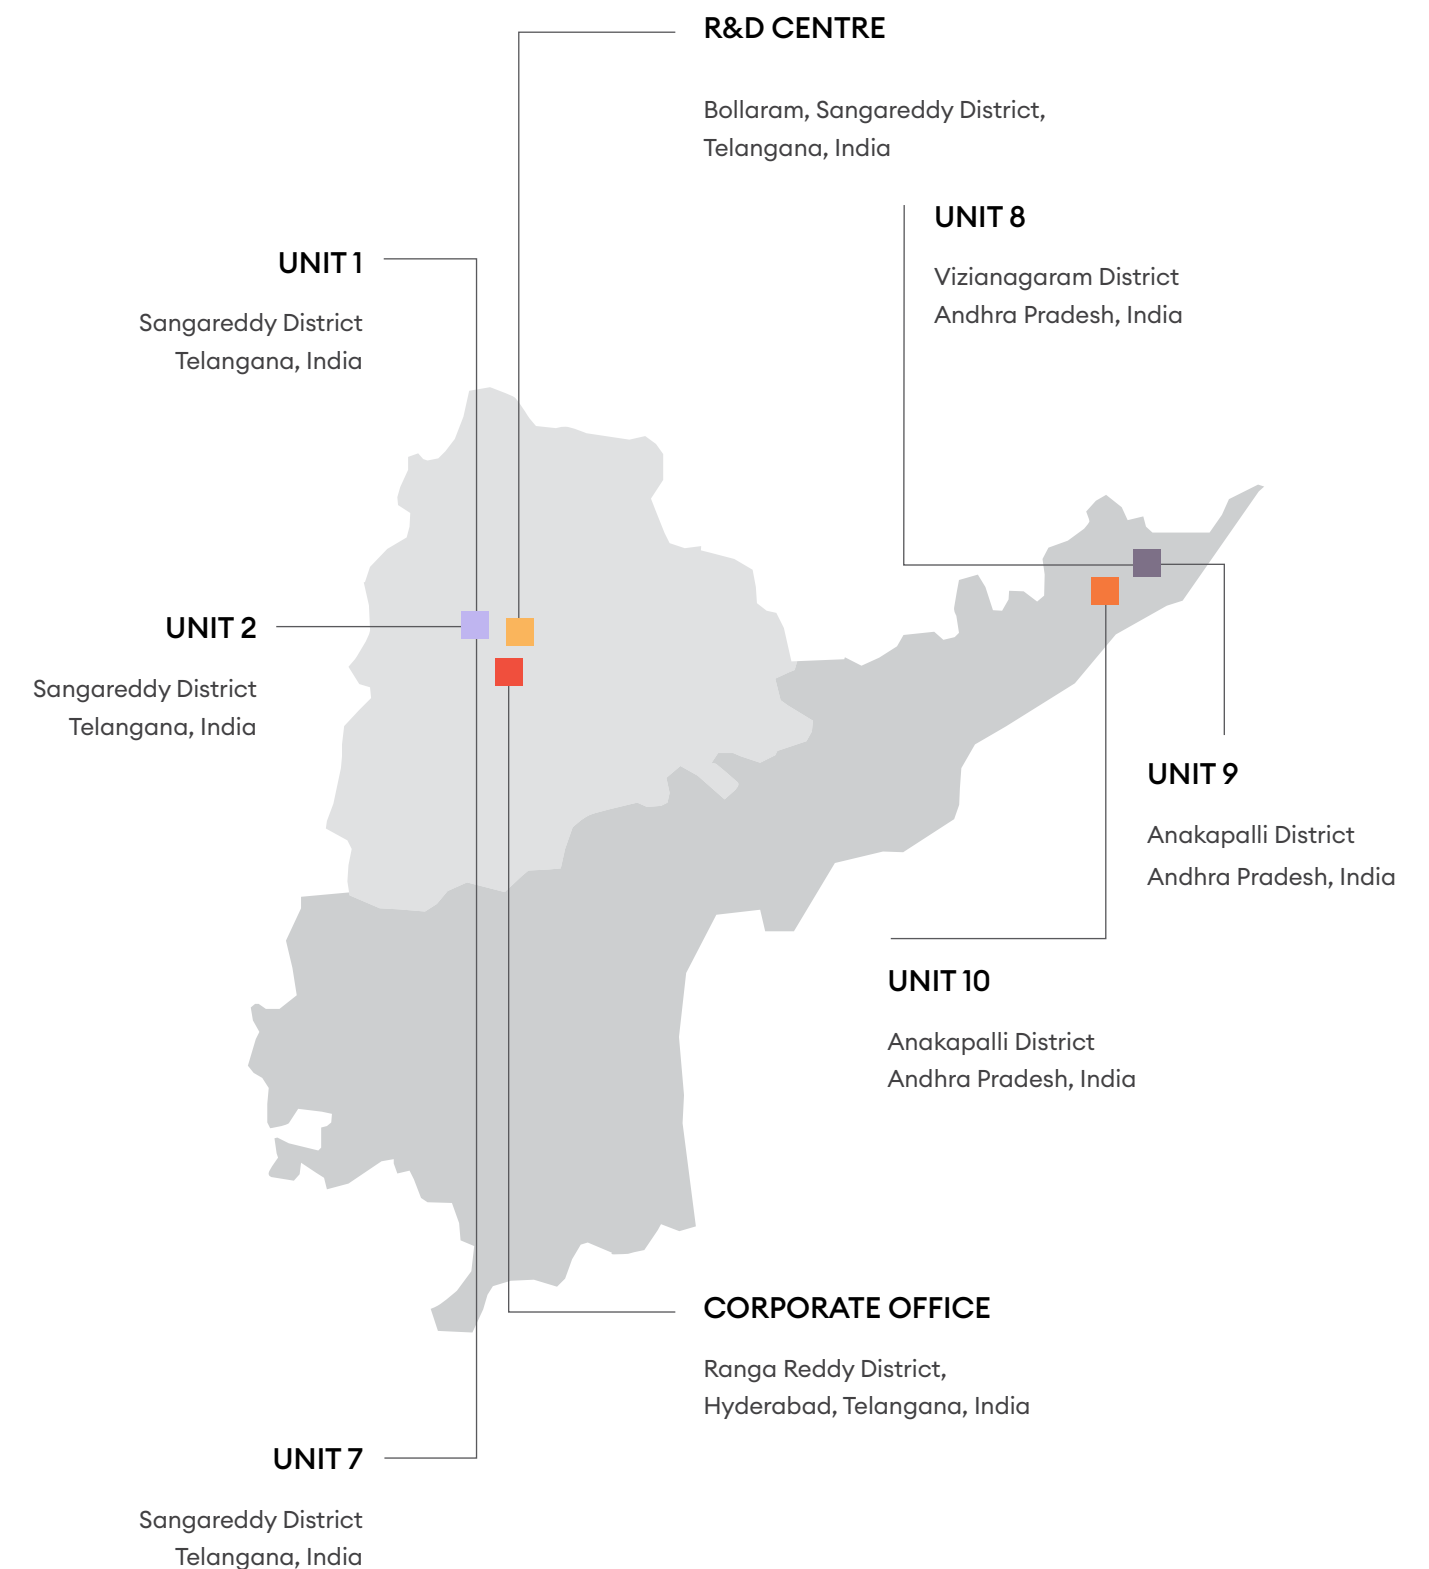 R&D CENTRE
Bollaram, Sangareddy District,
Telangana, India
UNIT 8
Vizianagaram District
Andhra Pradesh, India
UNIT 1
Sangareddy District
Telangana, India
UNIT 2
Sangareddy District
Telangana, India
UNIT 9
Anakapalli District
Andhra Pradesh, India
UNIT 10
Anakapalli District
Andhra Pradesh, India
CORPORATE OFFICE
Ranga Reddy District,
Hyderabad, Telangana, India
UNIT 7
Sangareddy District
Telangana, India